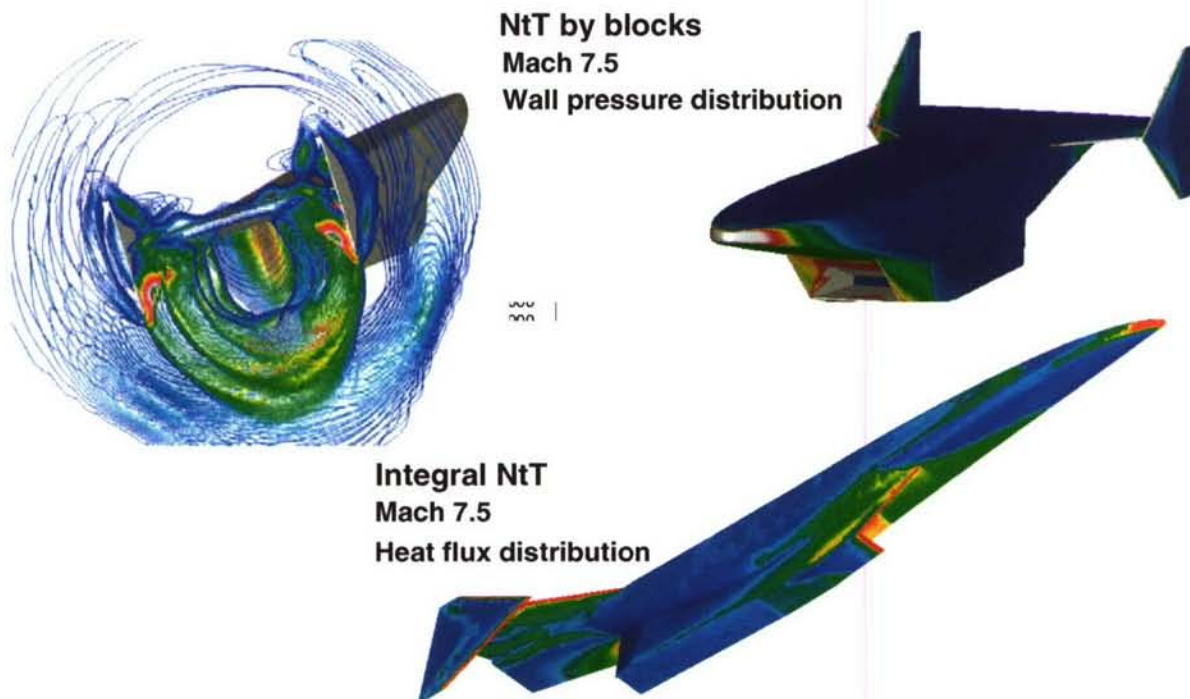 NtT by blocks
Mach 7.5
Wall pressure distribution
Integral NtT
Mach 7.5
Heat flux distribution